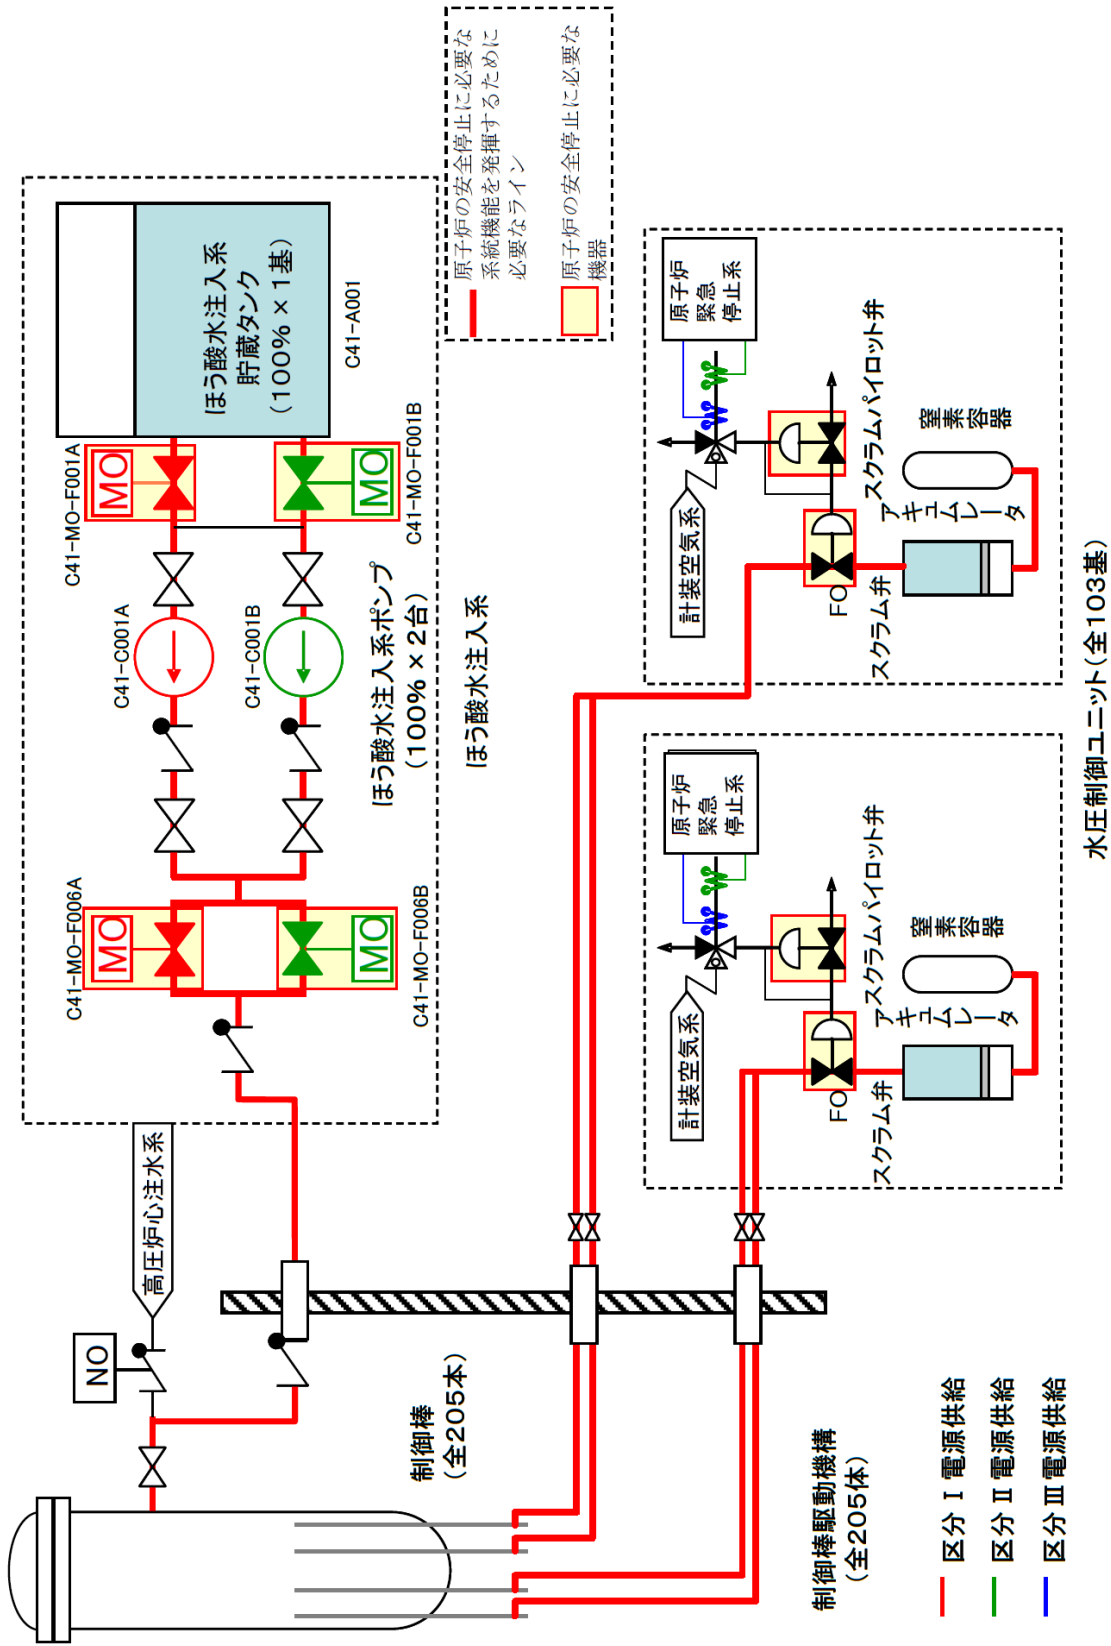 C41-MO-F006A
C41-MO-F001A
MO
MO
NO
C41-C001A
高圧炉心注水系
ほう酸水注入系
貯蔵タンク
(100%×1基)
C41-A001
C41-C001B
MO
MO
C41-MO-F006B
C41-MO-F001B
ほう酸水注入系ポンプ
(100%×2台)
ほう酸水注入系
原子炉の安全停止に必要な
系統機能を発揮するために
必要なライン
原子炉の安全停止に必要な
機器
制御棒
(全205本)
制御棒駆動機構
(全205体)
計装空気系
原子炉
緊急
停止系
FO
スクラム弁
スクラムパイロット弁
アキュムレータ
窒素容器
計装空気系
原子炉
緊急
停止系
FO
スクラム弁
スクラムパイロット弁
アキュムレータ
窒素容器
水圧制御ユニット(全103基)
区分Ⅰ電源供給
区分Ⅱ電源供給
区分Ⅲ電源供給